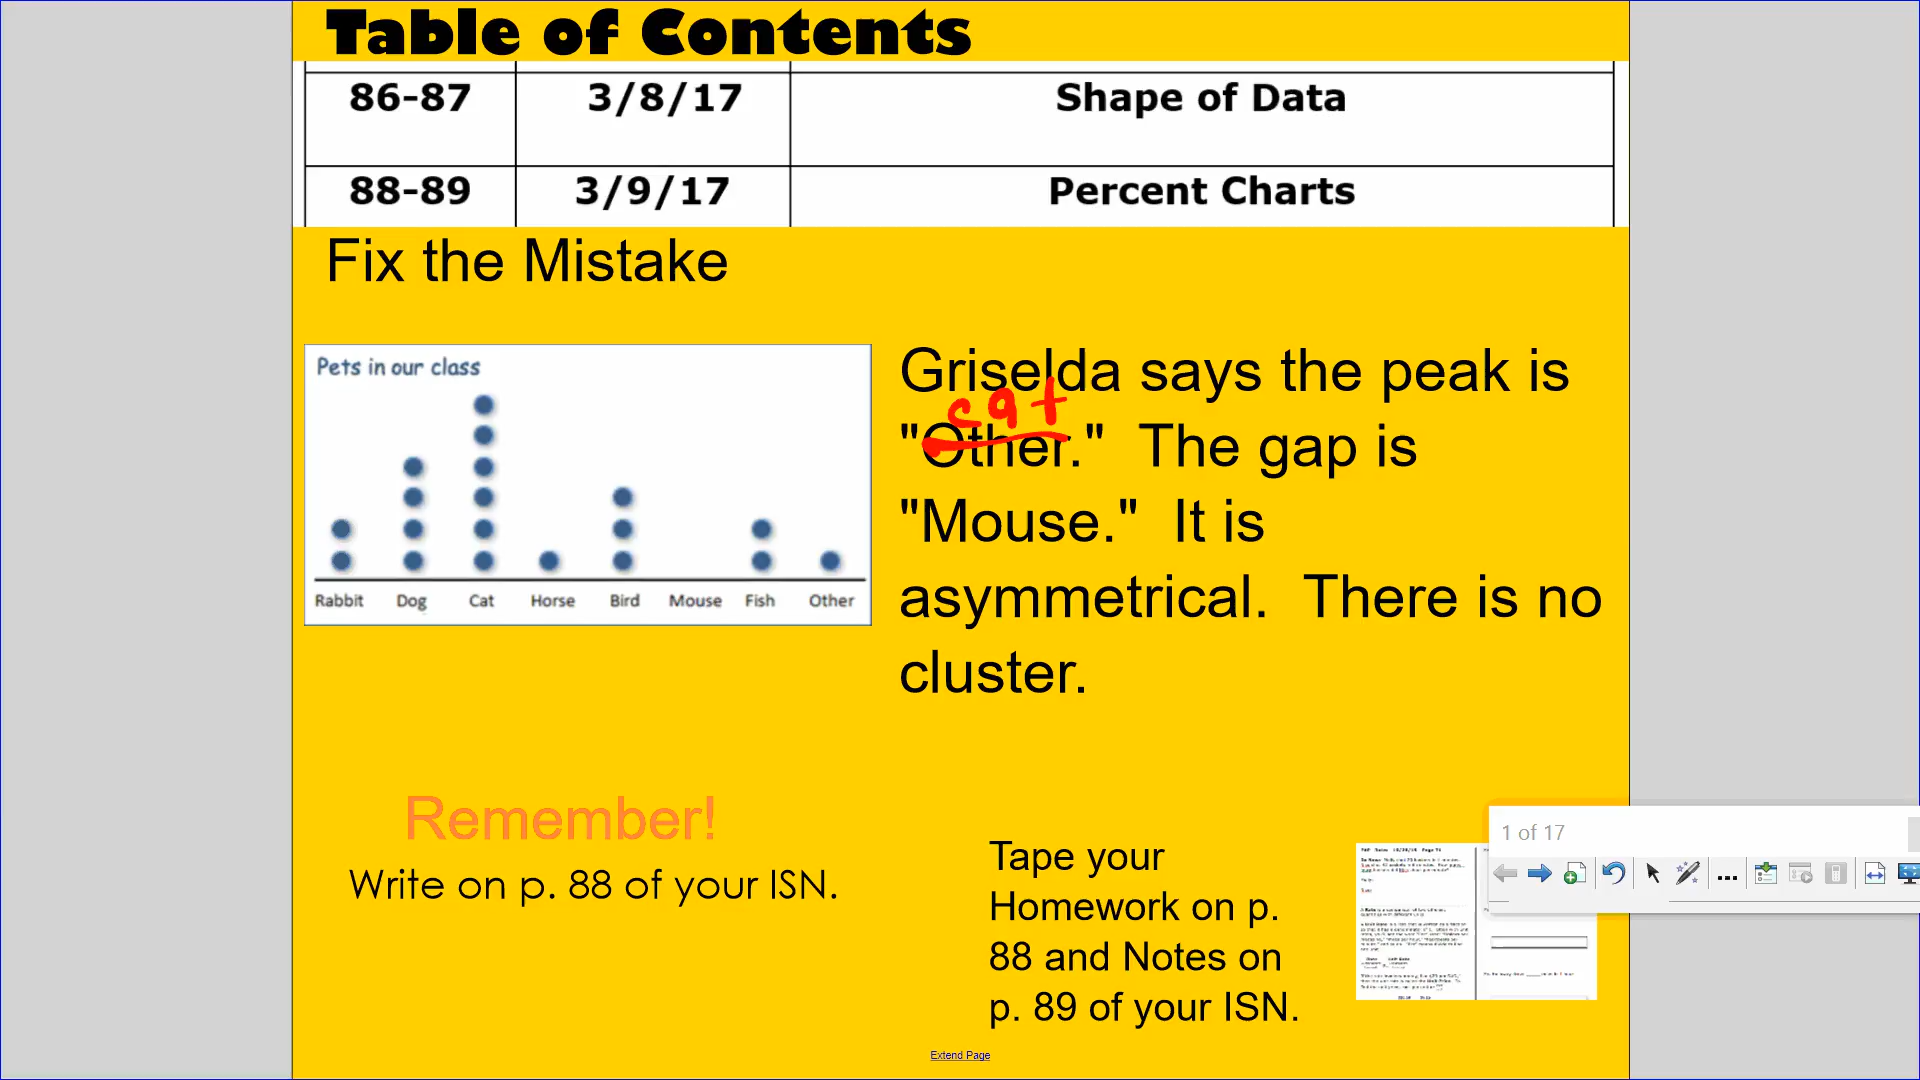 Table of Contents
86-87 3/8/17 Shape of Data
88-89 3/9/17 Percent Charts
Fix the Mistake
Pets in our class
Rabbit Dog Cat Horse Bird Mouse Fish Other
Griselda says the peak is
cat
"Other." The gap is
"Mouse." It is
asymmetrical. There is no
cluster.
Remember!
Write on p. 88 of your ISN.
Tape your
Homework on p.
88 and Notes on
p. 89 of your ISN.
1 of 17
Extend Page